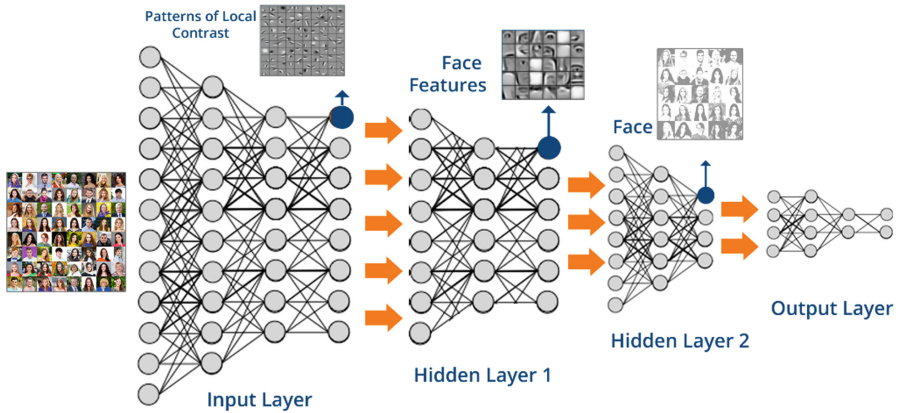 Patterns of Local
Contrast
Face
Features
Face
Input Layer
Hidden Layer 1
Hidden Layer 2
Output Layer